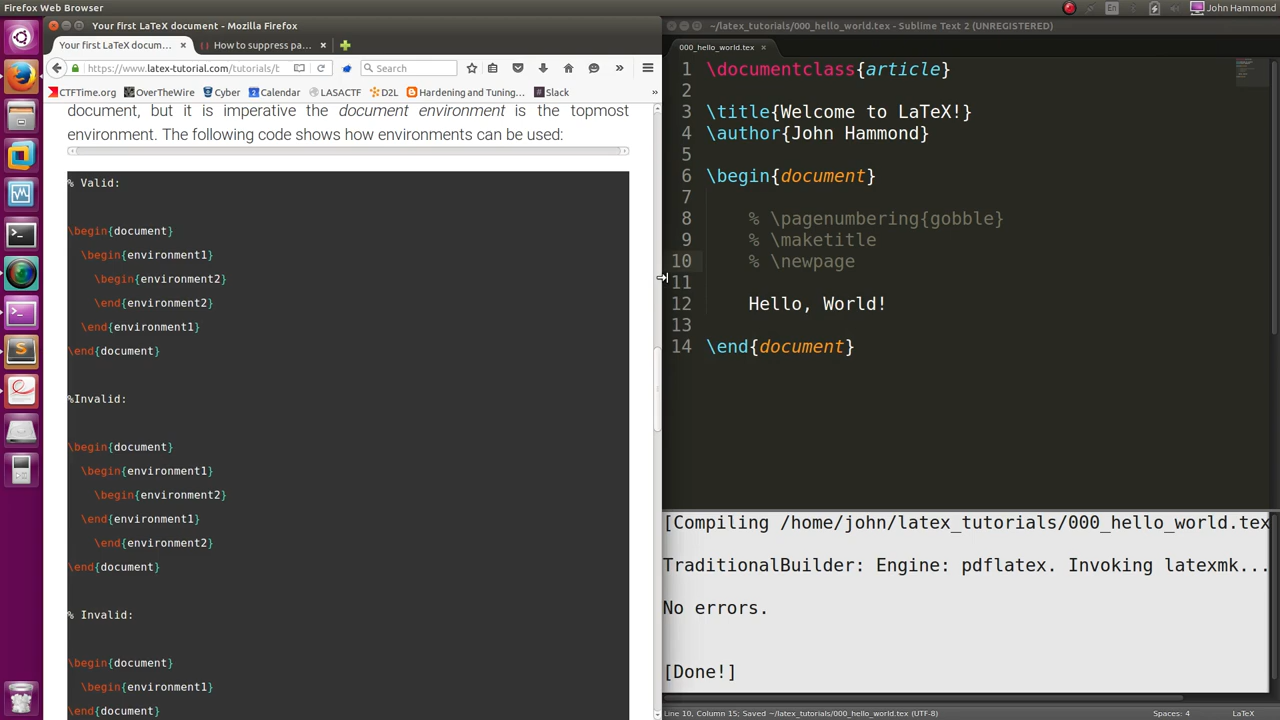 Firefox Web Browser
En
John Hammond
Your first LaTeX document - Mozilla Firefox
Your first LaTeX docum...
How to suppress pa...
https://www.latex-tutorial.com/tutorials/b
Search
CTFTime.org
OverTheWire
Cyber
Calendar
LASACTF
D2L
Hardening and Tuning...
Slack
document, but it is imperative the document environment is the topmost
environment. The following code shows how environments can be used:
% Valid:
\begin{document}
\begin{environment1}
\begin{environment2}
\end{environment2}
\end{environment1}
\end{document}
%Invalid:
\begin{document}
\begin{environment1}
\begin{environment2}
\end{environment1}
\end{environment2}
\end{document}
% Invalid:
\begin{document}
\begin{environment1}
\end{document}
~/latex_tutorials/000_hello_world.tex - Sublime Text 2 (UNREGISTERED)
000_hello_world.tex
1 \documentclass{article}
2
3 \title{Welcome to LaTeX!}
4 \author{John Hammond}
5
6 \begin{document}
7
8 % \pagenumbering{gobble}
9 % \maketitle
10 % \newpage
11
12 Hello, World!
13
14 \end{document}
[Compiling /home/john/latex_tutorials/000_hello_world.tex
TraditionalBuilder: Engine: pdflatex. Invoking latexmk...
No errors.
[Done!]
Line 10, Column 15; Saved ~/latex_tutorials/000_hello_world.tex (UTF-8)
Spaces: 4
LaTeX